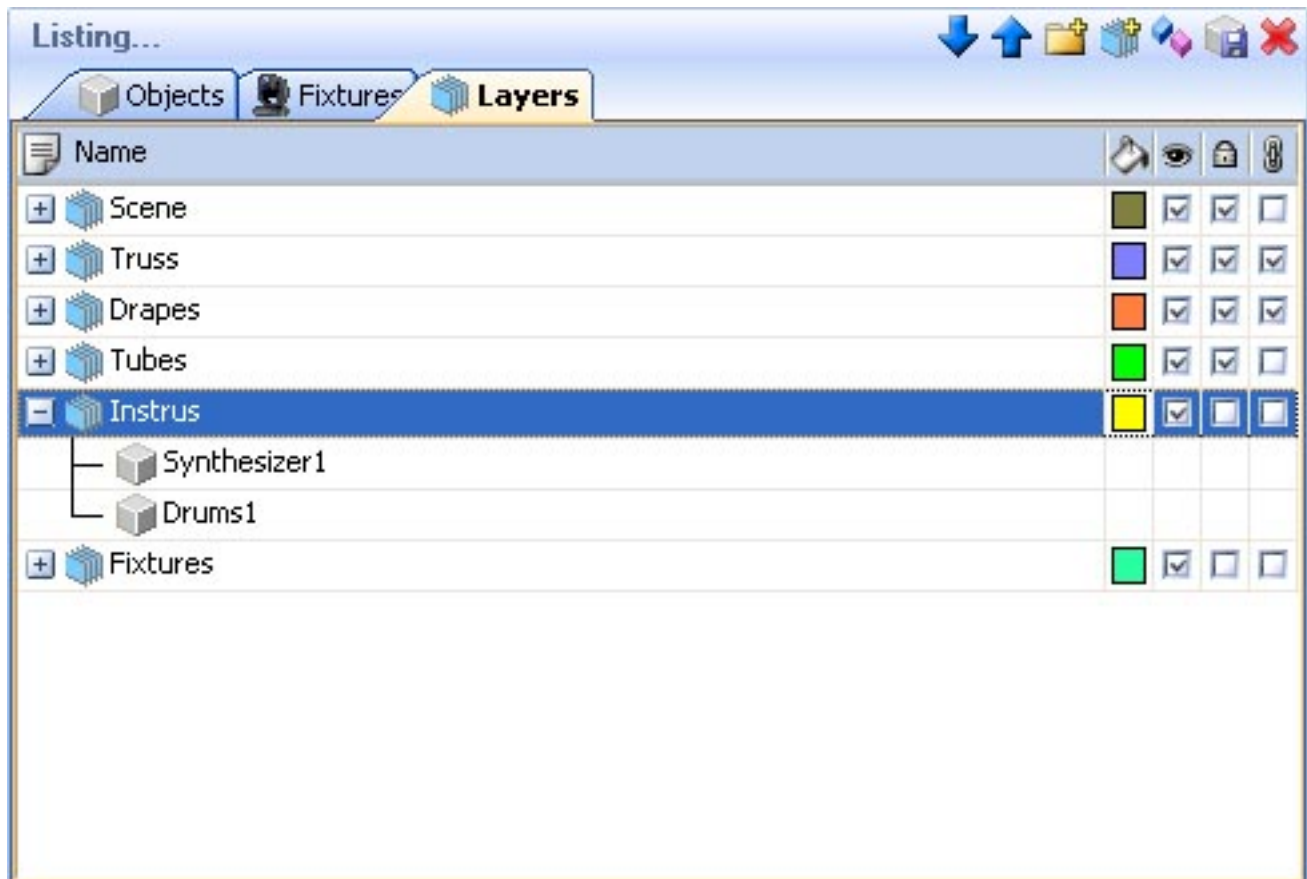 Listing...
Objects Fixtures Layers
Name
Scene
Truss
Drapes
Tubes
Instrus
Synthesizer1
Drums1
Fixtures